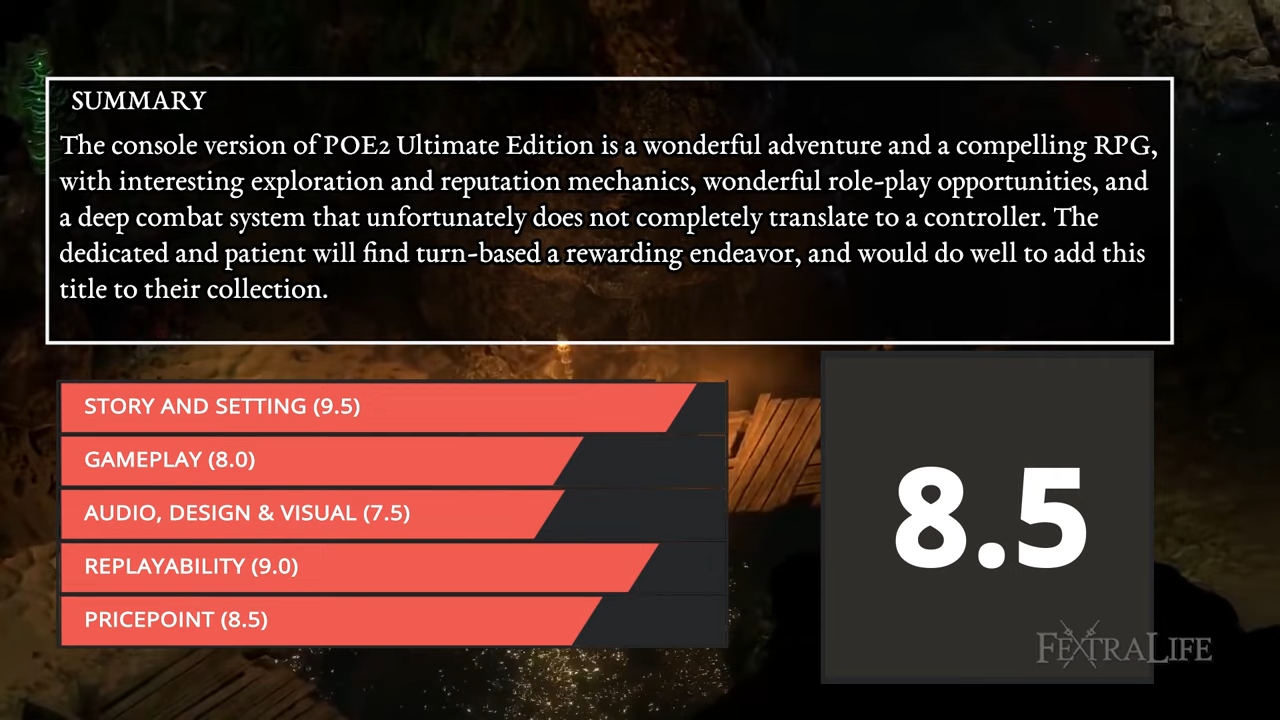 SUMMARY
The console version of POE2 Ultimate Edition is a wonderful adventure and a compelling RPG,
with interesting exploration and reputation mechanics, wonderful role-play opportunities, and
a deep combat system that unfortunately does not completely translate to a controller. The
dedicated and patient will find turn-based a rewarding endeavor, and would do well to add this
title to their collection.
STORY AND SETTING (9.5)
GAMEPLAY (8.0)
AUDIO, DESIGN & VISUAL (7.5)
REPLAYABILITY (9.0)
PRICEPOINT (8.5)
8.5
FEXTRALIFE